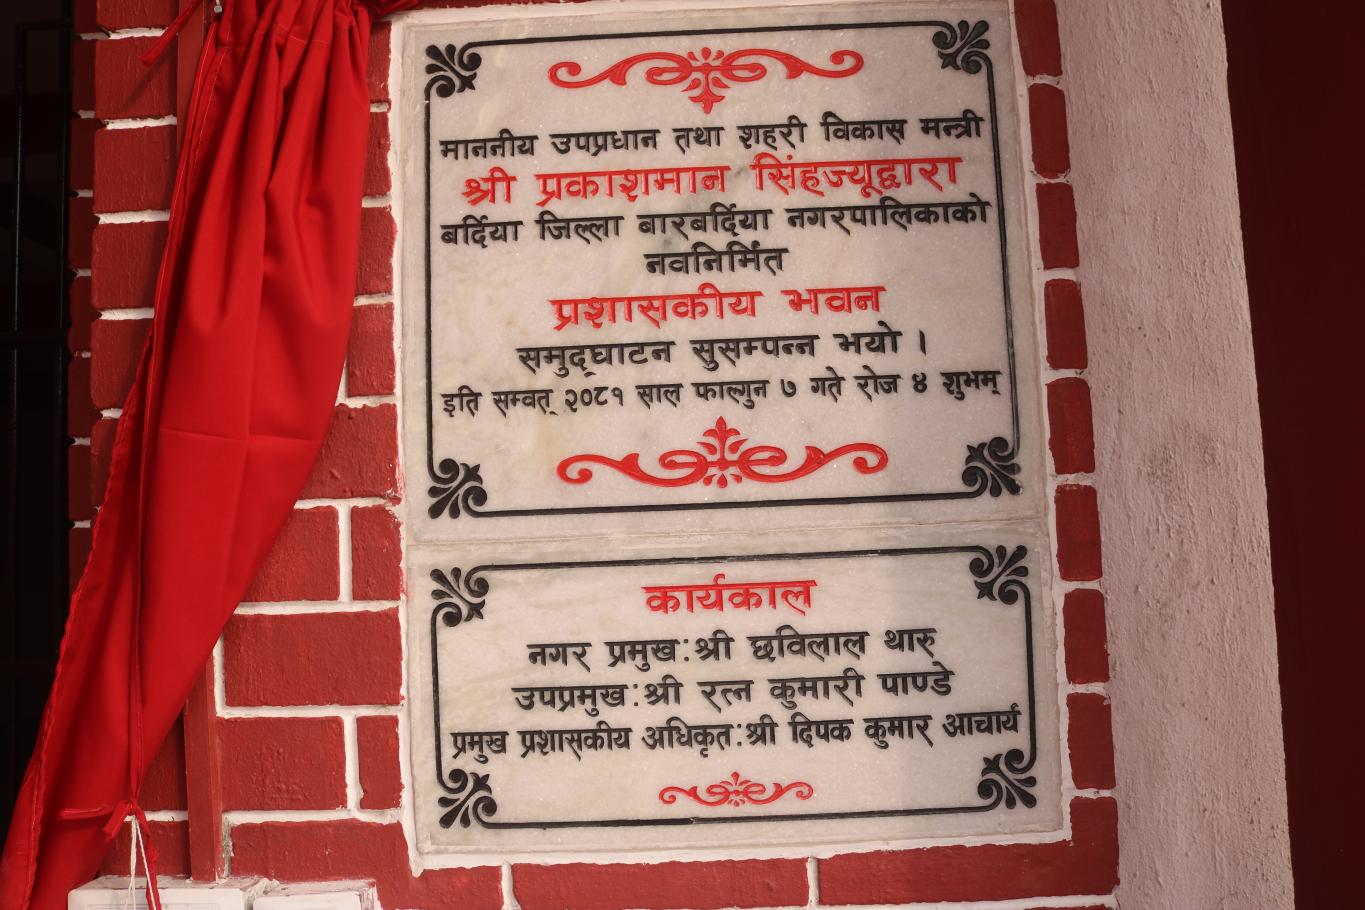 माननीय उपप्रधान तथा शहरी विकास मन्त्री
श्री प्रकाशमान सिंहज्यूद्वारा
बर्दिया जिल्ला बारबर्दिया नगरपालिकाको
नवनिर्मित
प्रशासकीय भवन
समुद्घाटन सुसम्पन्न भयो ।
इति सम्वत् २०८१ साल फाल्गुन ७ गते रोज ४ शुभम्
कार्यकाल
नगर प्रमुख:श्री छविलाल थारु
उपप्रमुख:श्री रत्न कुमारी पाण्डे
प्रमुख प्रशासकीय अधिकृत:श्री दिपक कुमार आचार्य